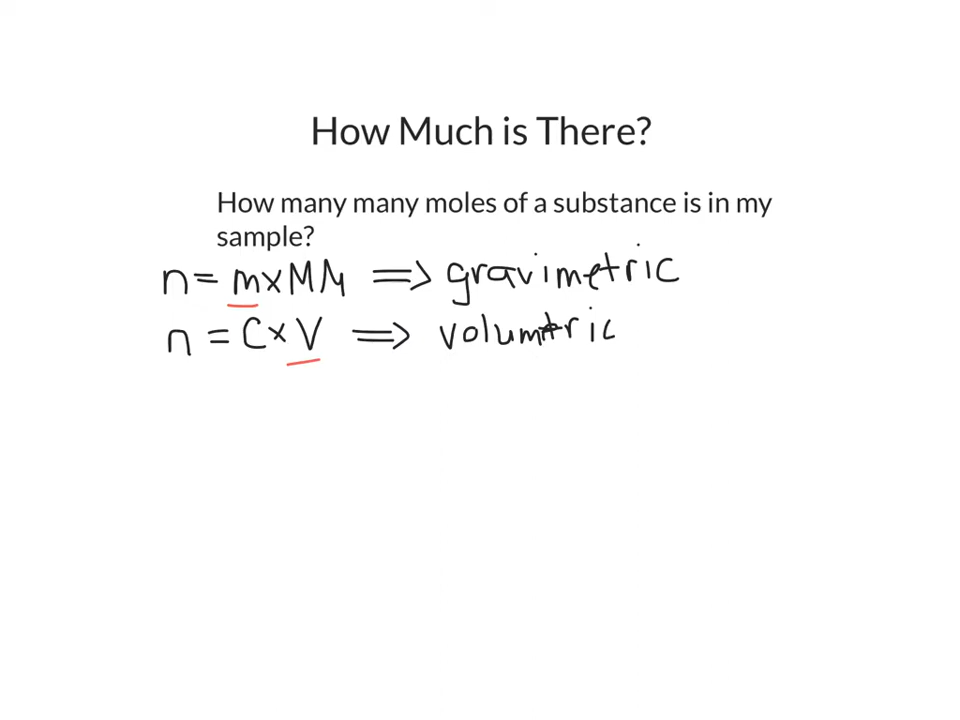 How Much is There?
How many many moles of a substance is in my
sample?
n = m x MM ⟹ gravimetric
n = C x V ⟹ volumtric